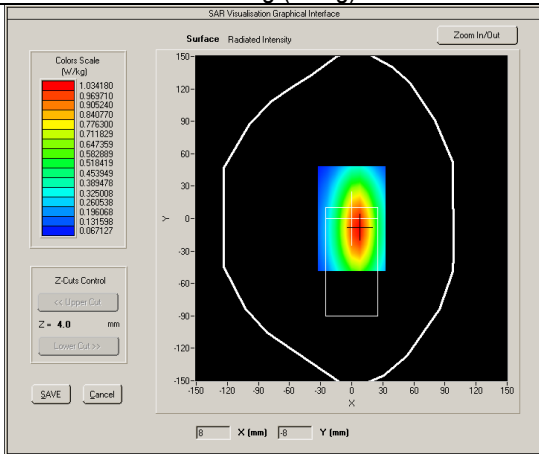 SAR Visualisation Graphical Interface
Surface Radiated Intensity
Zoom In/Out
Colors Scale
(W/kg)
1.034180
0.969710
0.905240
0.840770
0.776300
0.711829
0.647359
0.582889
0.518419
0.453949
0.389478
0.325008
0.260538
0.196068
0.131598
0.067127
Z-Cuts Control
<< Upper Cut
Z = 4.0 mm
Lower Cut >>
SAVE Cancel
150
120
90
60
30
0
-30
-60
-90
-120
-150
Y
-150 -120 -90 -60 -30 0 30 60 90 120 150
X
8 X (mm) -8 Y (mm)